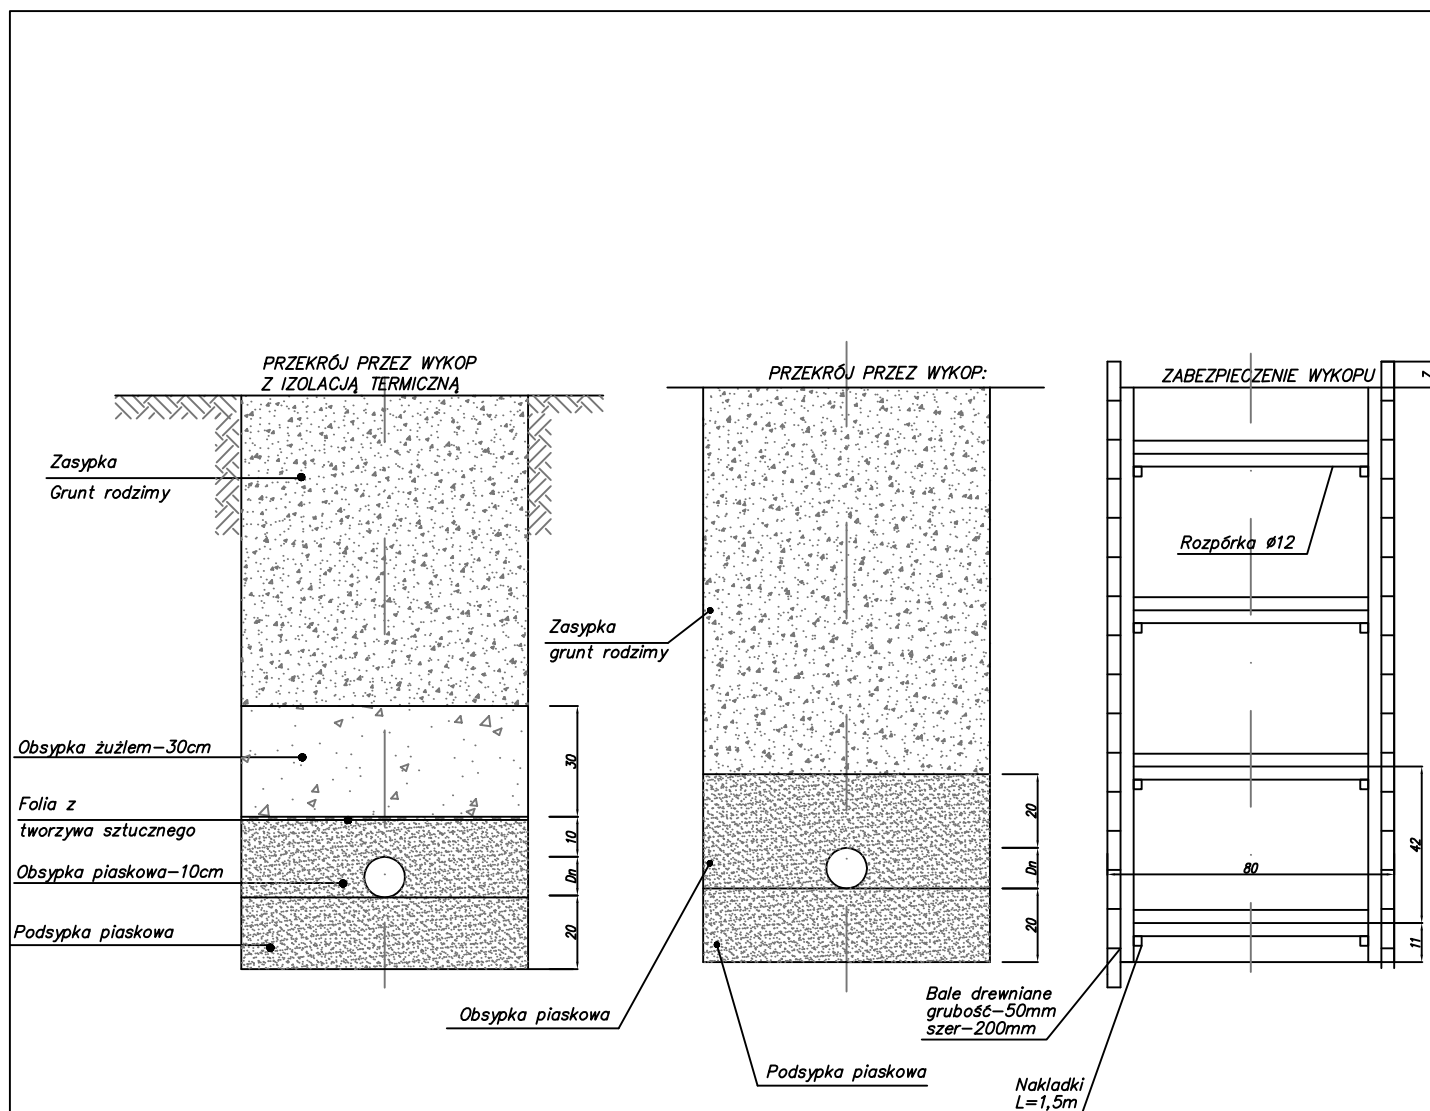 PRZEKRÓJ PRZEZ WYKOP
Z IZOLACJĄ TERMICZNĄ
Zasypka
Grunt rodzimy
Obsypka żużlem-30cm
Folia z
tworzywa sztucznego
Obsypka piaskowa-10cm
Podsypka piaskowa
30
10
Dn
20
PRZEKRÓJ PRZEZ WYKOP:
Zasypka
grunt rodzimy
Obsypka piaskowa
Podsypka piaskowa
20
Dn
20
ZABEZPIECZENIE WYKOPU
7
Rozpórka ø12
80
42
11
Bale drewniane
grubość-50mm
szer-200mm
Nakladki
L=1,5m